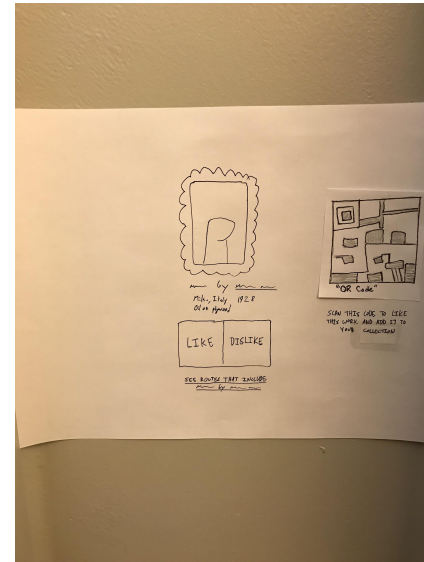 by
Milan, Italy 1928
Oil on plywood
LIKE
DISLIKE
SEE ROUTES THAT INCLUDE
by
"QR Code"
SCAN THIS CODE TO LIKE
THIS WORK AND ADD IT TO
YOUR COLLECTION